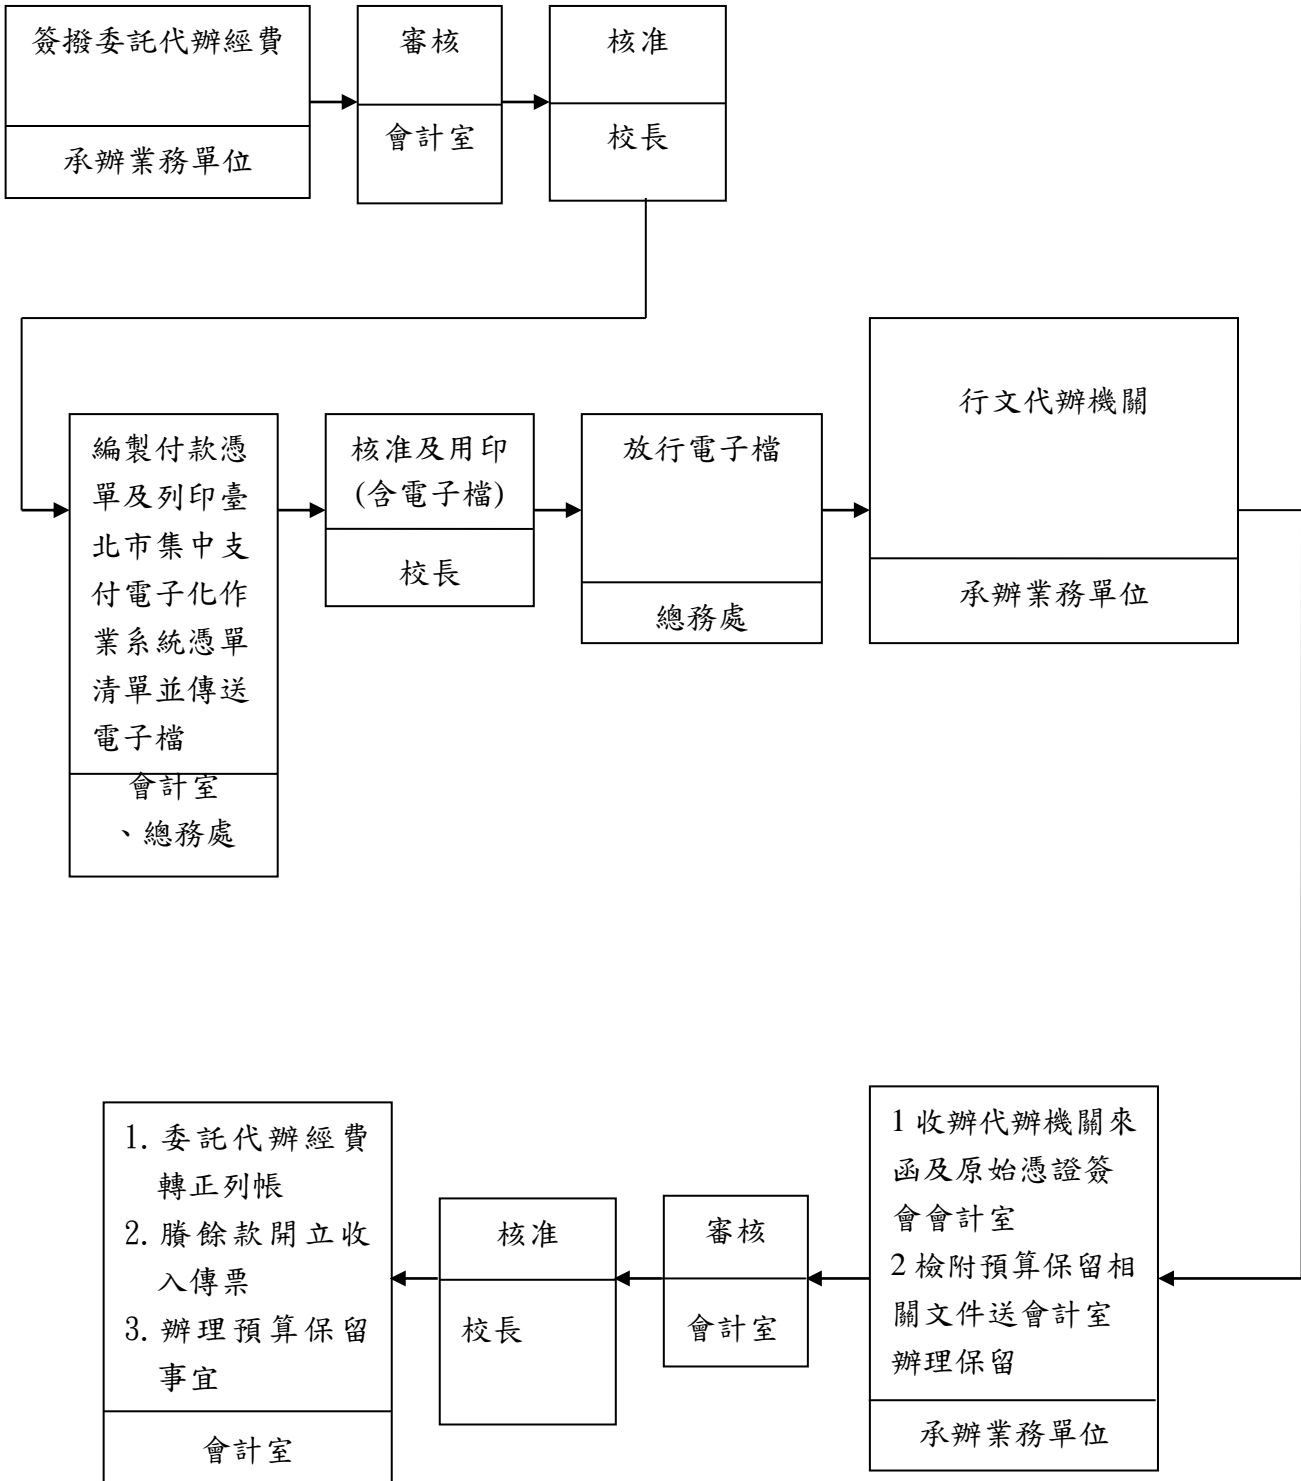 簽撥委託代辦經費
承辦業務單位
審核
會計室
核准
校長
編製付款憑
單及列印臺
北市集中支
付電子化作
業系統憑單
清單並傳送
電子檔
會計室
、總務處
核准及用印
(含電子檔)
校長
放行電子檔
總務處
行文代辦機關
承辦業務單位
1 收辦代辦機關來
函及原始憑證簽
會會計室
2 檢附預算保留相
關文件送會計室
辦理保留
承辦業務單位
審核
會計室
核准
校長
1. 委託代辦經費
轉正列帳
2. 賸餘款開立收
入傳票
3. 辦理預算保留
事宜
會計室